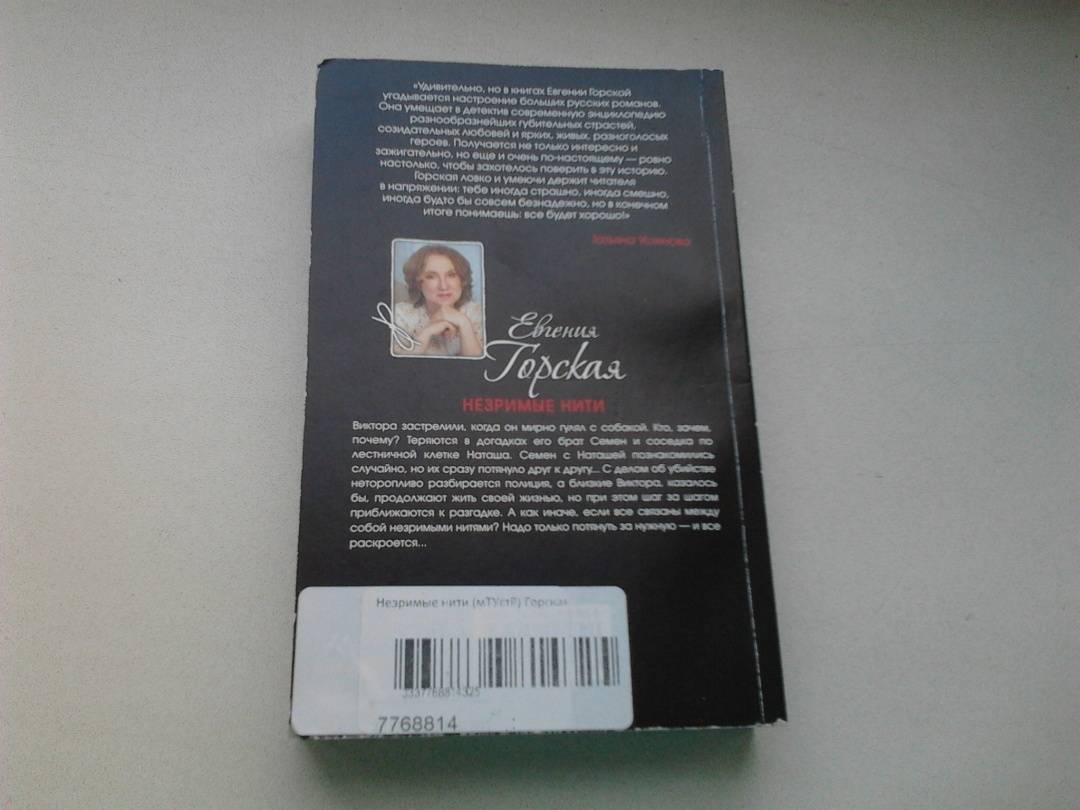 «Удивительно, но в книгах Евгении Горской
угадывается настроение больших русских романов.
Она умещает в детектив современную энциклопедию
разнообразнейших губительных страстей,
созидательных любовей и ярких, живых, разноголосых
героев. Получается не только интересно и
зажигательно, но еще и очень по-настоящему — ровно
настолько, чтобы захотелось поверить в эту историю.
Горская ловко и умеючи держит читателя
в напряжении: тебе иногда страшно, иногда смешно,
иногда будто бы совсем безнадежно, но в конечном
итоге понимаешь: все будет хорошо!»
Татьяна Устинова
Евгения
Горская
НЕЗРИМЫЕ НИТИ
Виктора застрелили, когда он мирно гулял с собакой. Кто, зачем,
почему? Теряются в догадках его брат Семен и соседка по
лестничной клетке Наташа. Семен с Наташей познакомились
случайно, но их сразу потянуло друг к другу... С делом об убийстве
неторопливо разбирается полиция, а близкие Виктора, казалось
бы, продолжают жить своей жизнью, но при этом шаг за шагом
приближаются к разгадке. А как иначе, если все связаны между
собой незримыми нитями? Надо только потянуть за нужную — и все
раскроется...
Незримые нити (мТУстР) Горская
7768814